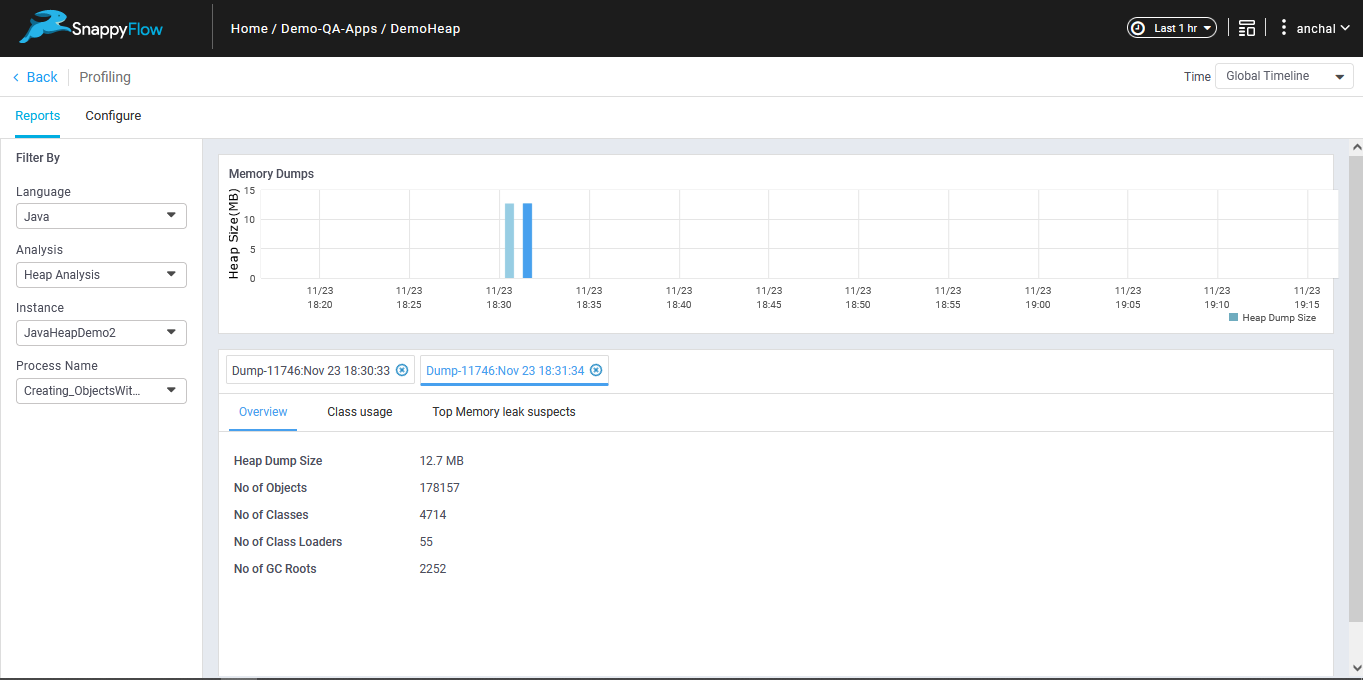 SnappyFlow
Home / Demo-QA-Apps / DemoHeap
Last 1 hr
anchal
Back
Profiling
Time
Global Timeline
Reports
Configure
Filter By
Language
Java
Analysis
Heap Analysis
Instance
JavaHeapDemo2
Process Name
Creating_ObjectsWit...
Memory Dumps
Heap Size(MB)
15
10
5
0
11/23 11/23 11/23 11/23 11/23 11/23 11/23 11/23 11/23 11/23 11/23 11/23
18:20 18:25 18:30 18:35 18:40 18:45 18:50 18:55 19:00 19:05 19:10 19:15
Heap Dump Size
Dump-11746:Nov 23 18:30:33
Dump-11746:Nov 23 18:31:34
Overview
Class usage
Top Memory leak suspects
Heap Dump Size 12.7 MB
No of Objects 178157
No of Classes 4714
No of Class Loaders 55
No of GC Roots 2252